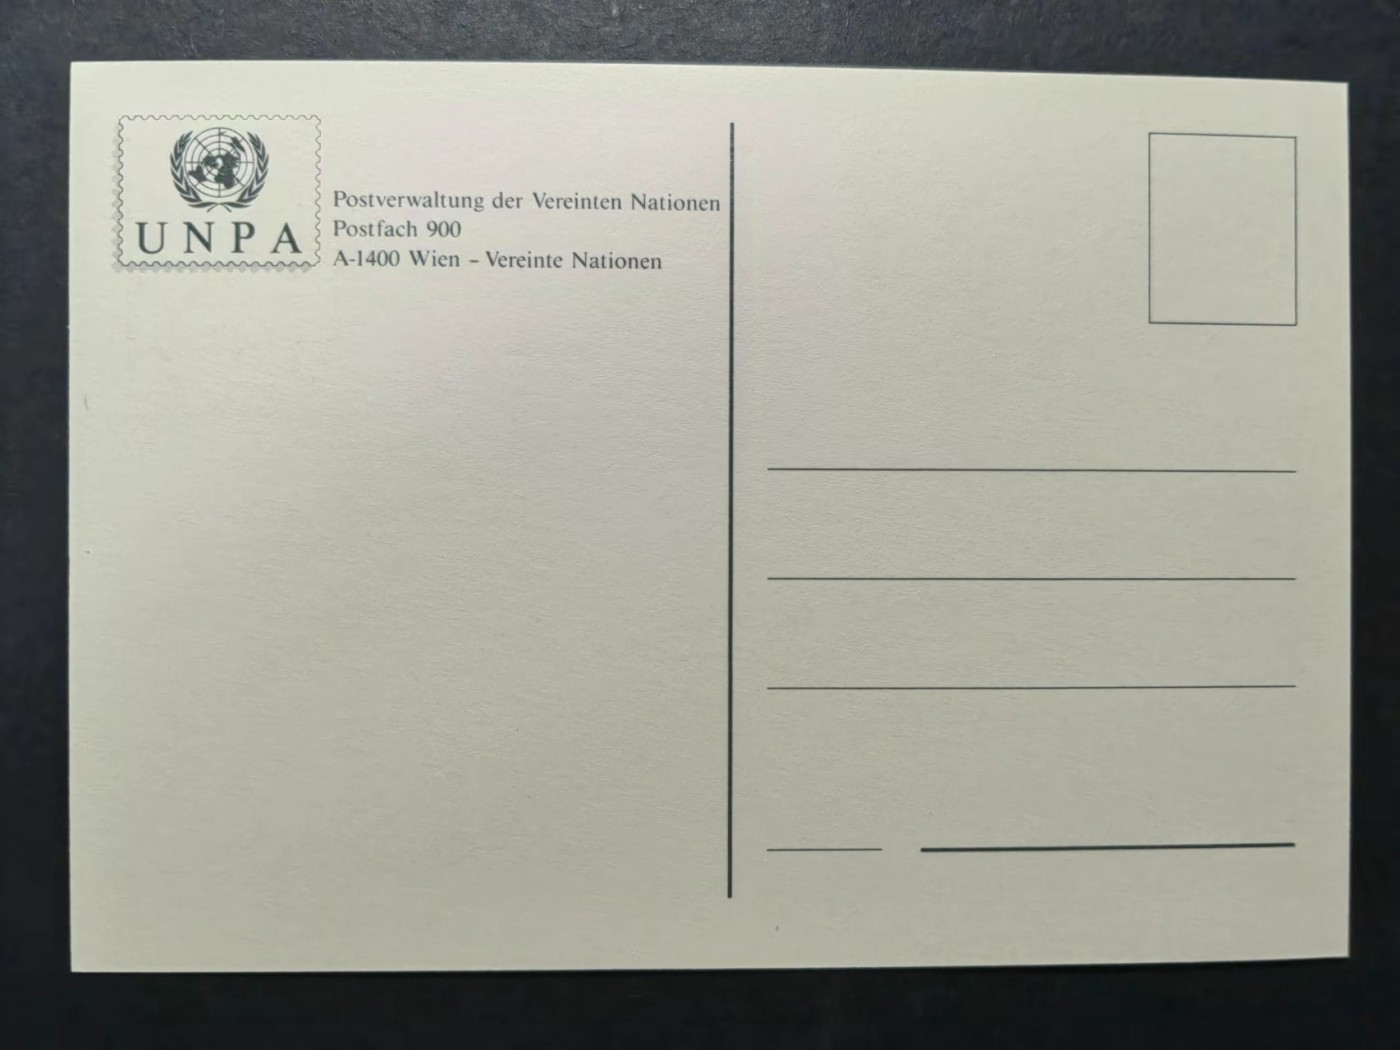 UNPA
Postverwaltung der Vereinten Nationen
Postfach 900
A-1400 Wien – Vereinte Nationen